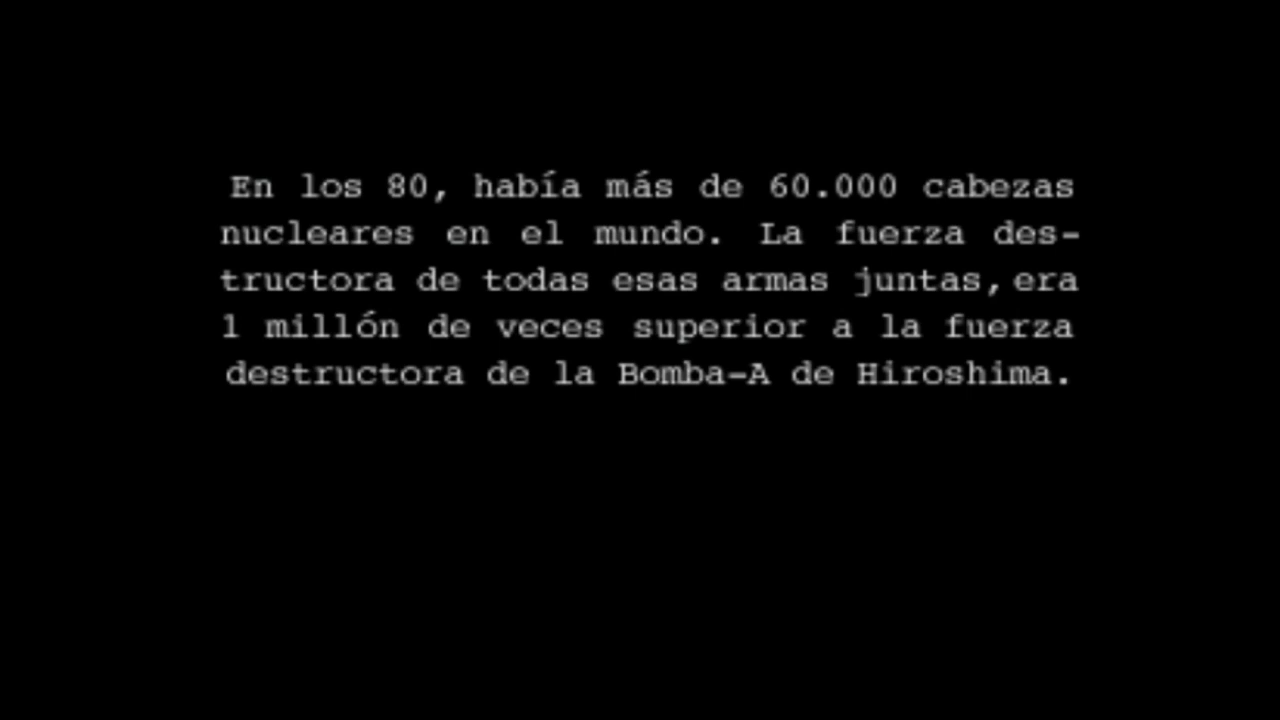 En los 80, había más de 60.000 cabezas
nucleares en el mundo. La fuerza des-
tructora de todas esas armas juntas, era
1 millón de veces superior a la fuerza
destructora de la Bomba-A de Hiroshima.